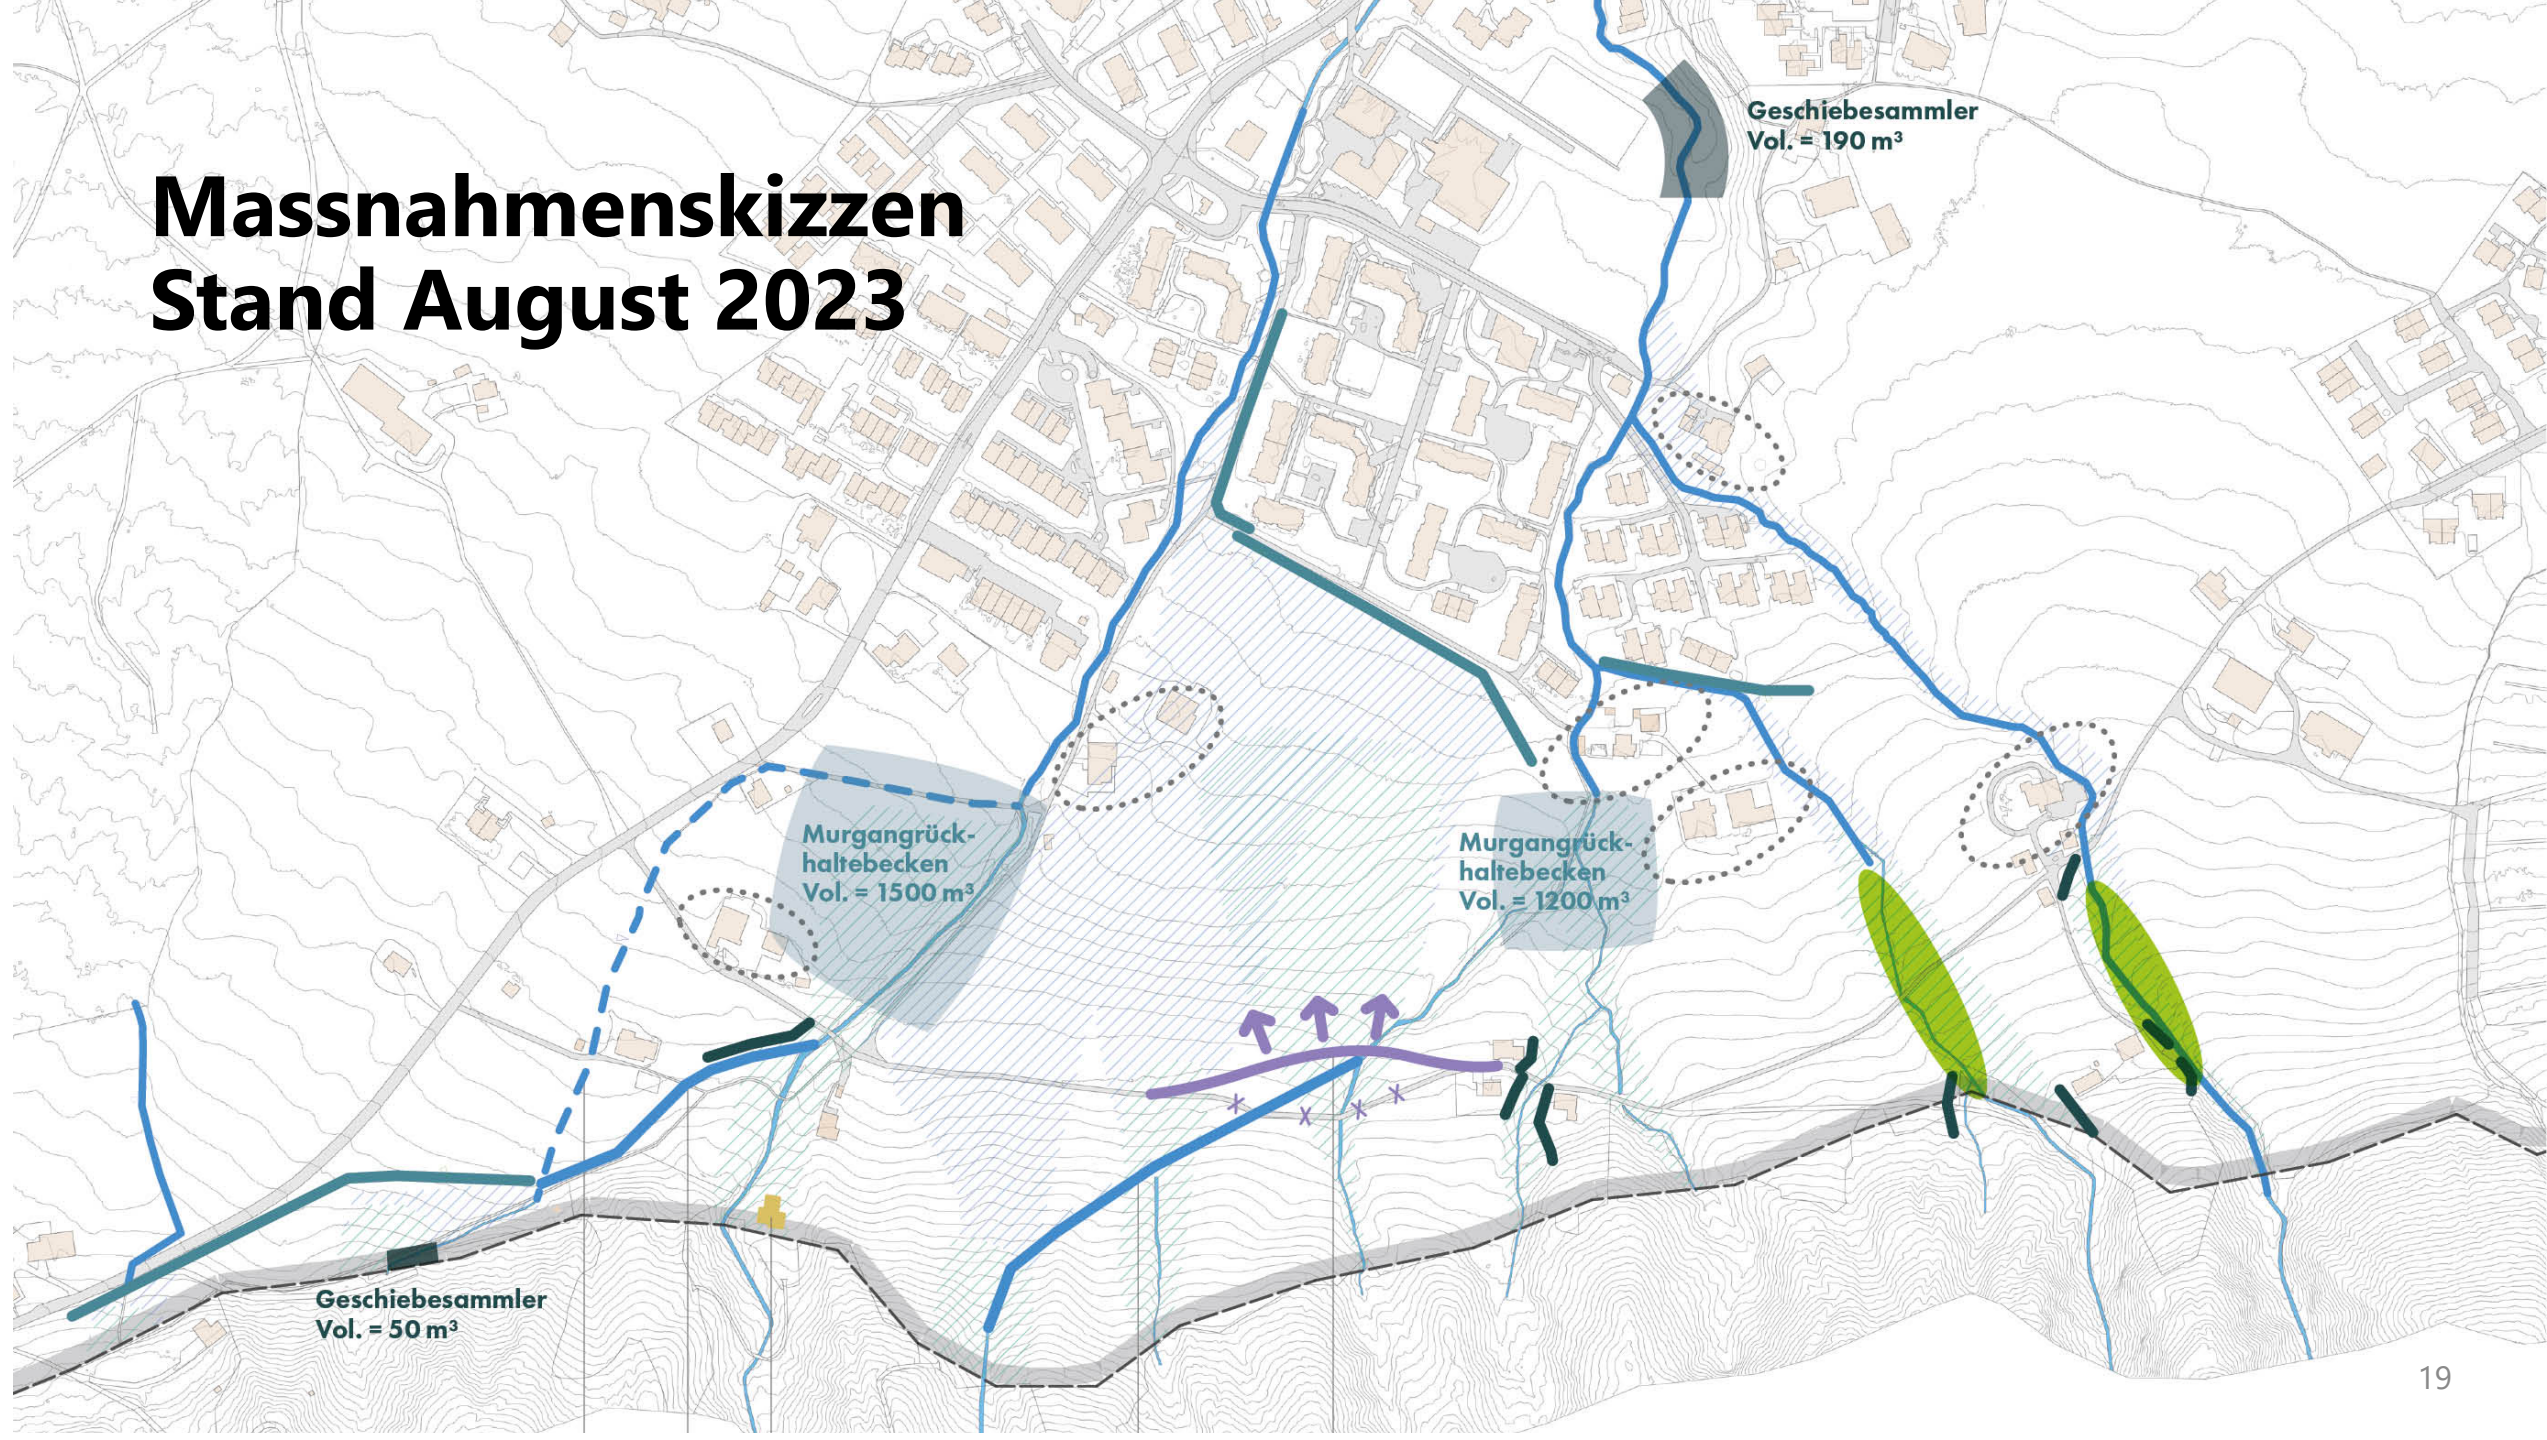 Massnahmenskizzen
Stand August 2023
Geschiebesammler
Vol. = 190 m³
Murgangrück-
haltebecken
Vol. = 1500 m³
Murgangrück-
haltebecken
Vol. = 1200 m³
Geschiebesammler
Vol. = 50 m³
19